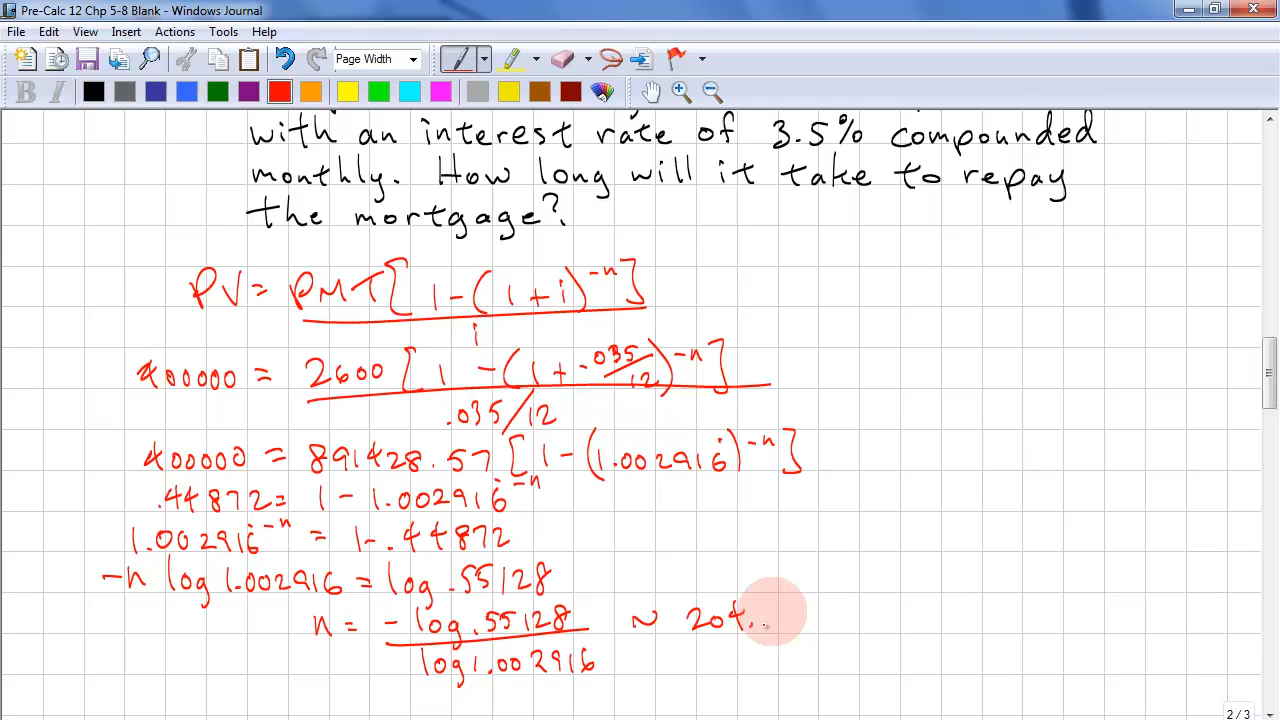 Pre-Calc 12 Chp 5-8 Blank - Windows Journal
File Edit View Insert Actions Tools Help
Page Width
B I
with an interest rate of 3.5% compounded
monthly. How long will it take to repay
the mortgage?
PV = PMT[1-(1+i)^-n]
i
400000 = 2600 [1 - (1 + .035/12)^-n]
.035/12
400000 = 891428.57 [1-(1.002916̇)^-n]
.44872 = 1 - 1.002916̇^-n
1.002916̇^-n = 1-.44872
-n log 1.002916 = log .55128
n = -log .55128 ~ 204..
log 1.002916
2/3